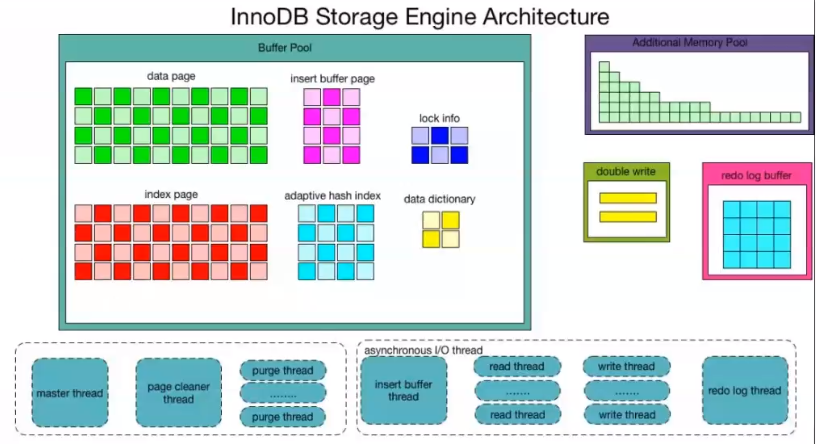 InnoDB Storage Engine Architecture
Buffer Pool
Additional Memory Pool
data page
insert buffer page
lock info
double write
redo log buffer
index page
adaptive hash index
data dictionary
asynchronous I/O thread
master thread
page cleaner
thread
purge thread
........
purge thread
insert buffer
thread
read thread
.......
read thread
write thread
.......
write thread
redo log thread